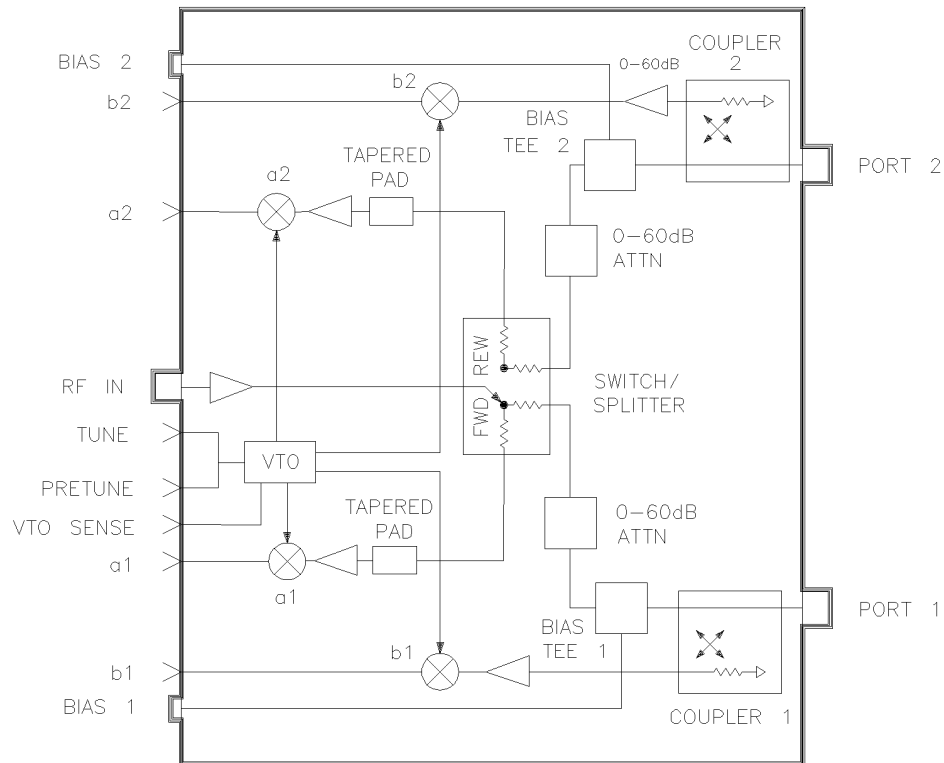 COUPLER
2
BIAS 2
0-60dB
b2
b2
BIAS
TEE 2
TAPERED
PAD
a2
PORT 2
a2
0-60dB
ATTN
REW
RF IN
SWITCH/
SPLITTER
FWD
TUNE
VTO
PRETUNE
TAPERED
PAD
0-60dB
ATTN
VTO SENSE
a1
a1
PORT 1
BIAS
TEE 1
b1
b1
BIAS 1
COUPLER 1